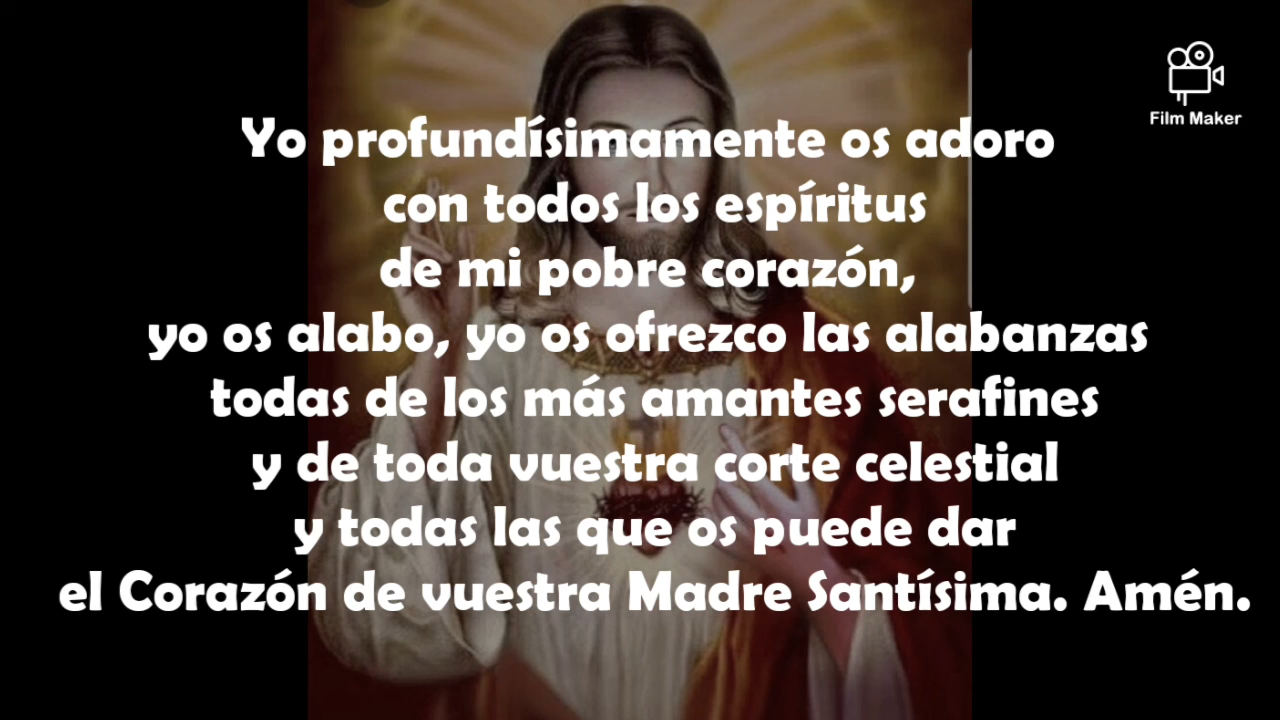 Film Maker
Yo profundísimamente os adoro
con todos los espíritus
de mi pobre corazón,
yo os alabo, yo os ofrezco las alabanzas
todas de los más amantes serafines
y de toda vuestra corte celestial
y todas las que os puede dar
el Corazón de vuestra Madre Santísima. Amén.